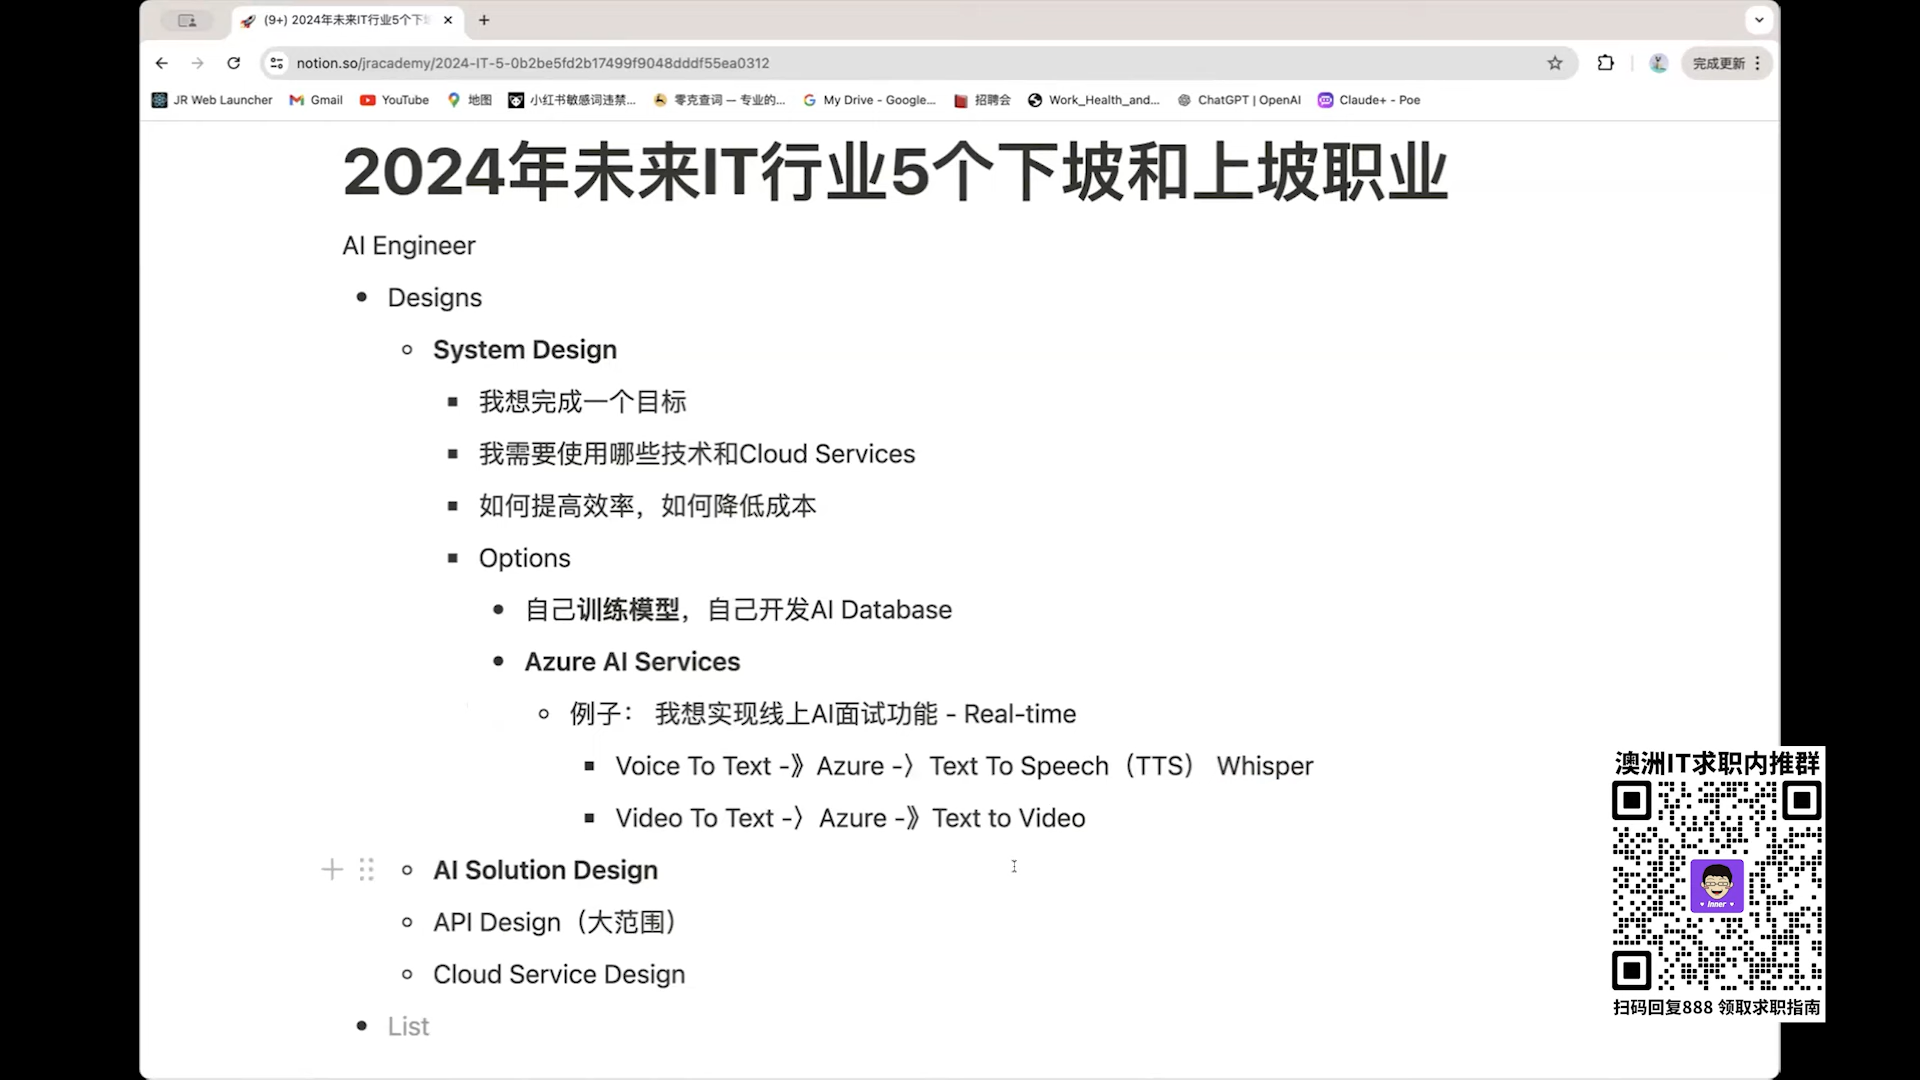 (9+) 2024年未来IT行业5个下
notion.so/jracademy/2024-IT-5-0b2be5fd2b17499f9048dddf55ea0312
完成更新
JR Web Launcher
Gmail
YouTube
地图
小红书敏感词违禁...
零克查词 — 专业的...
My Drive - Google...
招聘会
Work_Health_and...
ChatGPT | OpenAI
Claude+ - Poe
2024年未来IT行业5个下坡和上坡职业
AI Engineer
Designs
System Design
我想完成一个目标
我需要使用哪些技术和Cloud Services
如何提高效率，如何降低成本
Options
自己训练模型，自己开发AI Database
Azure AI Services
例子： 我想实现线上AI面试功能 - Real-time
Voice To Text -》Azure -〉Text To Speech（TTS） Whisper
Video To Text -〉Azure -》Text to Video
AI Solution Design
API Design（大范围）
Cloud Service Design
List
澳洲IT求职内推群
Inner
扫码回复888 领取求职指南